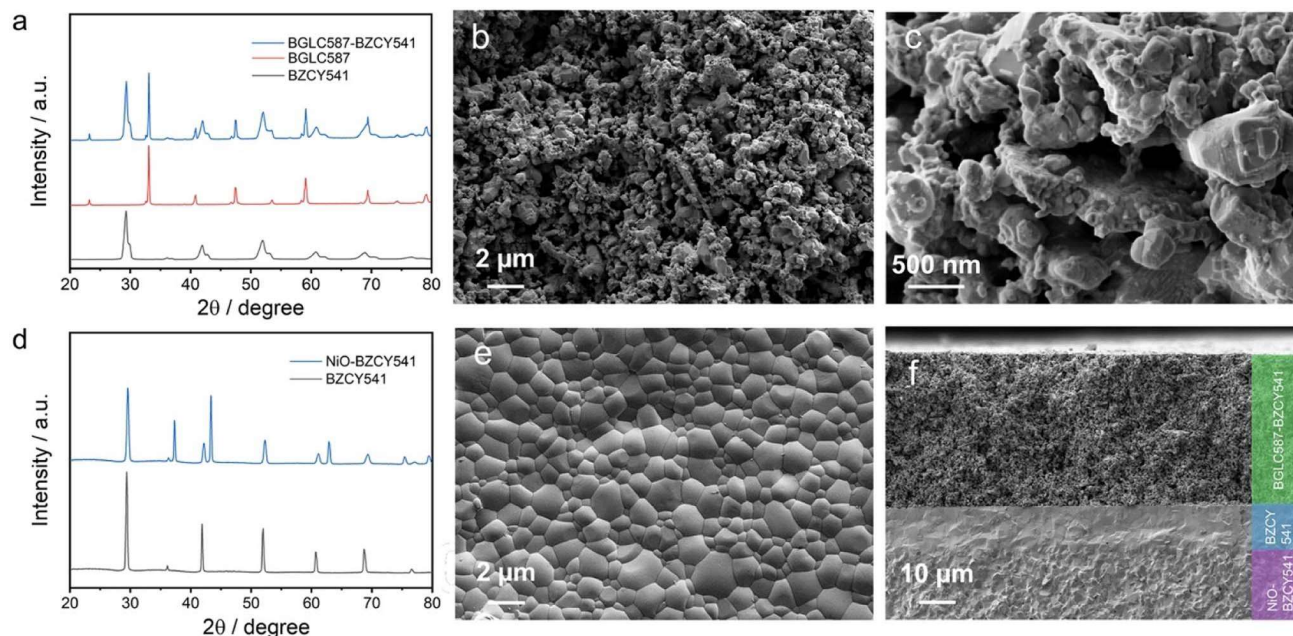 a
BGLC587-BZCY541
BGLC587
BZCY541
Intensity / a.u.
20 30 40 50 60 70 80
2θ / degree
b
2 µm
c
500 nm
d
NiO-BZCY541
BZCY541
Intensity / a.u.
20 30 40 50 60 70 80
2θ / degree
e
2 µm
f
10 µm
BGLC587-BZCY541
BZCY
541
NiO-
BZCY541